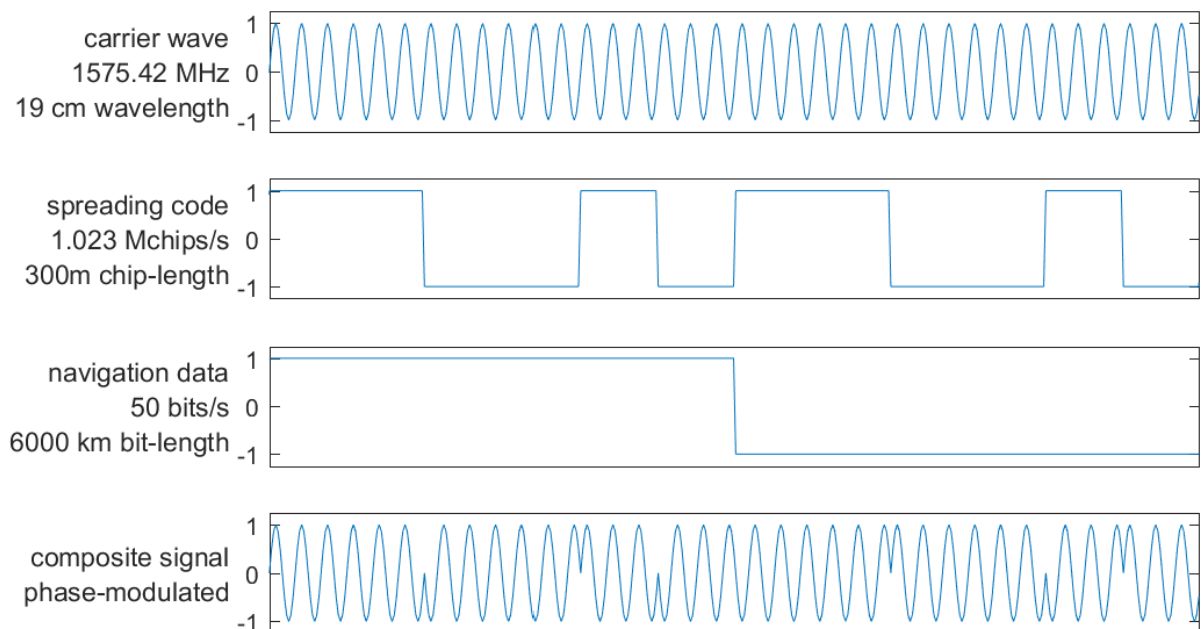 1
carrier wave
1575.42 MHz
0
19 cm wavelength
-1
1
spreading code
1.023 Mchips/s
0
300m chip-length
-1
1
navigation data
50 bits/s
0
6000 km bit-length
-1
1
composite signal
0
phase-modulated
-1